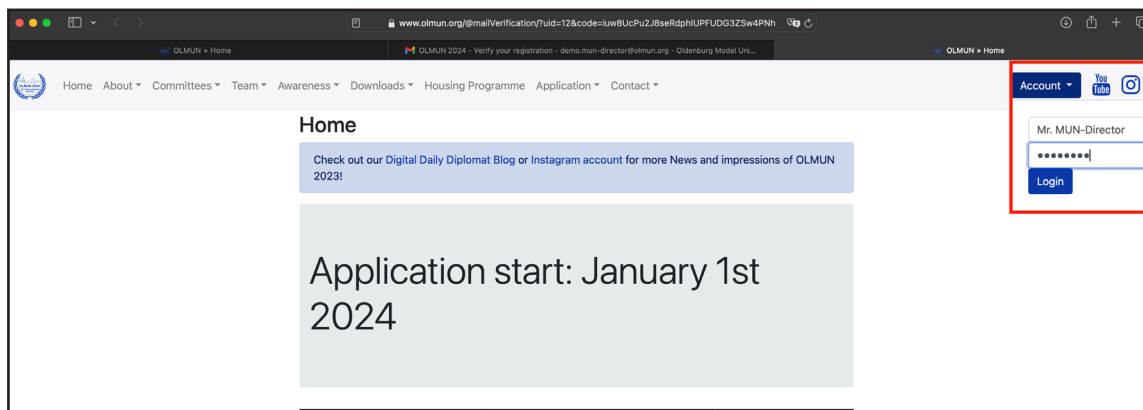 www.olmun.org/@mailVerification/?uid=12&code=iuw8UcPu2J8seRdphIUPFUDG3ZSw4PNh
OLMUN » Home
OLMUN 2024 - Verify your registration - demo.mun-director@olmun.org - Oldenburg Model Uni...
OLMUN » Home
Home About Committees Team Awareness Downloads Housing Programme Application Contact
Account
You
Tube
Mr. MUN-Director
Login
Home
Check out our Digital Daily Diplomat Blog or Instagram account for more News and impressions of OLMUN
2023!
Application start: January 1st
2024